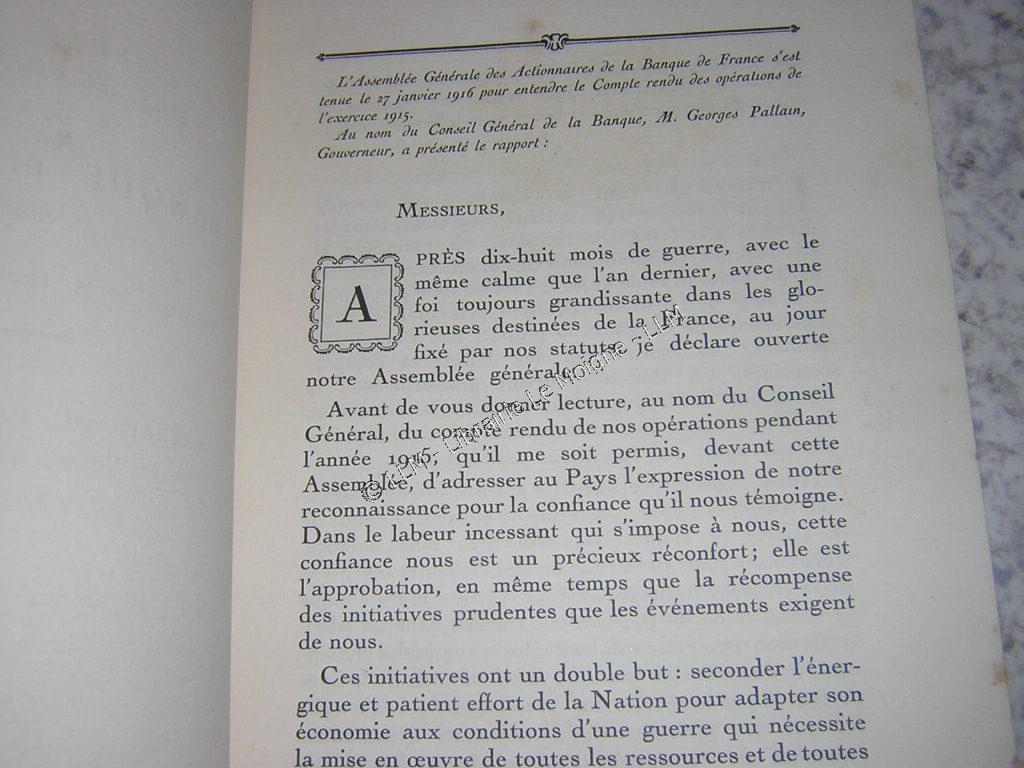 L'Assemblée Générale des Actionnaires de la Banque de France s'est
tenue le 27 janvier 1916 pour entendre le Compte rendu des opérations de
l'exercice 1915.
Au nom du Conseil Général de la Banque, M. Georges Pallain,
Gouverneur, a présenté le rapport :
Messieurs,
APRÈS dix-huit mois de guerre, avec le
même calme que l'an dernier, avec une
foi toujours grandissante dans les glo-
rieuses destinées de la France, au jour
fixé par nos statuts, je déclare ouverte
notre Assemblée générale.
Avant de vous donner lecture, au nom du Conseil
Général, du compte rendu de nos opérations pendant
l'année 1915, qu'il me soit permis, devant cette
Assemblée, d'adresser au Pays l'expression de notre
reconnaissance pour la confiance qu'il nous témoigne.
Dans le labeur incessant qui s'impose à nous, cette
confiance nous est un précieux réconfort; elle est
l'approbation, en même temps que la récompense
des initiatives prudentes que les événements exigent
de nous.
Ces initiatives ont un double but : seconder l'éner-
gique et patient effort de la Nation pour adapter son
économie aux conditions d'une guerre qui nécessite
la mise en œuvre de toutes les ressources et de toutes
© LLM - Librairie Le Moigne - LLM